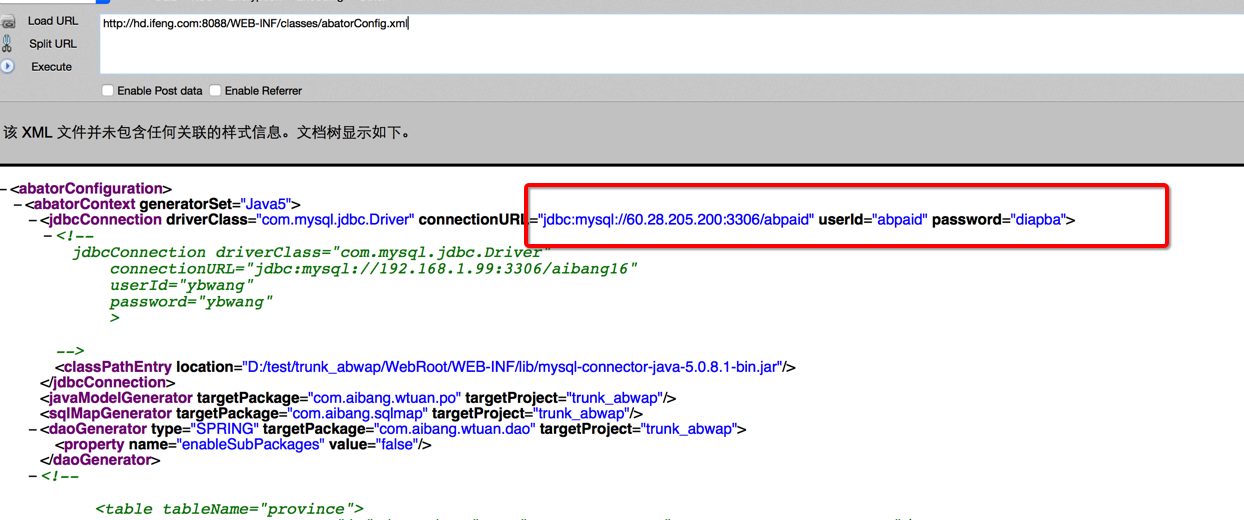 Load URL
http://hd.ifeng.com:8088/WEB-INF/classes/abatorConfig.xml
Split URL
Execute
Enable Post data Enable Referrer
该 XML 文件并未包含任何关联的样式信息。文档树显示如下。
−<abatorConfiguration>
−<abatorContext generatorSet="Java5">
−<jdbcConnection driverClass="com.mysql.jdbc.Driver" connectionURL="jdbc:mysql://60.28.205.200:3306/abpaid" userId="abpaid" password="diapba">
−<!--
jdbcConnection driverClass="com.mysql.jdbc.Driver"
connectionURL="jdbc:mysql://192.168.1.99:3306/aibang16"
userId="ybwang"
password="ybwang"
>
-->
<classPathEntry location="D:/test/trunk_abwap/WebRoot/WEB-INF/lib/mysql-connector-java-5.0.8.1-bin.jar"/>
</jdbcConnection>
<javaModelGenerator targetPackage="com.aibang.wtuan.po" targetProject="trunk_abwap"/>
<sqlMapGenerator targetPackage="com.aibang.sqlmap" targetProject="trunk_abwap"/>
−<daoGenerator type="SPRING" targetPackage="com.aibang.wtuan.dao" targetProject="trunk_abwap">
<property name="enableSubPackages" value="false"/>
</daoGenerator>
−<!--
<table tableName="province">